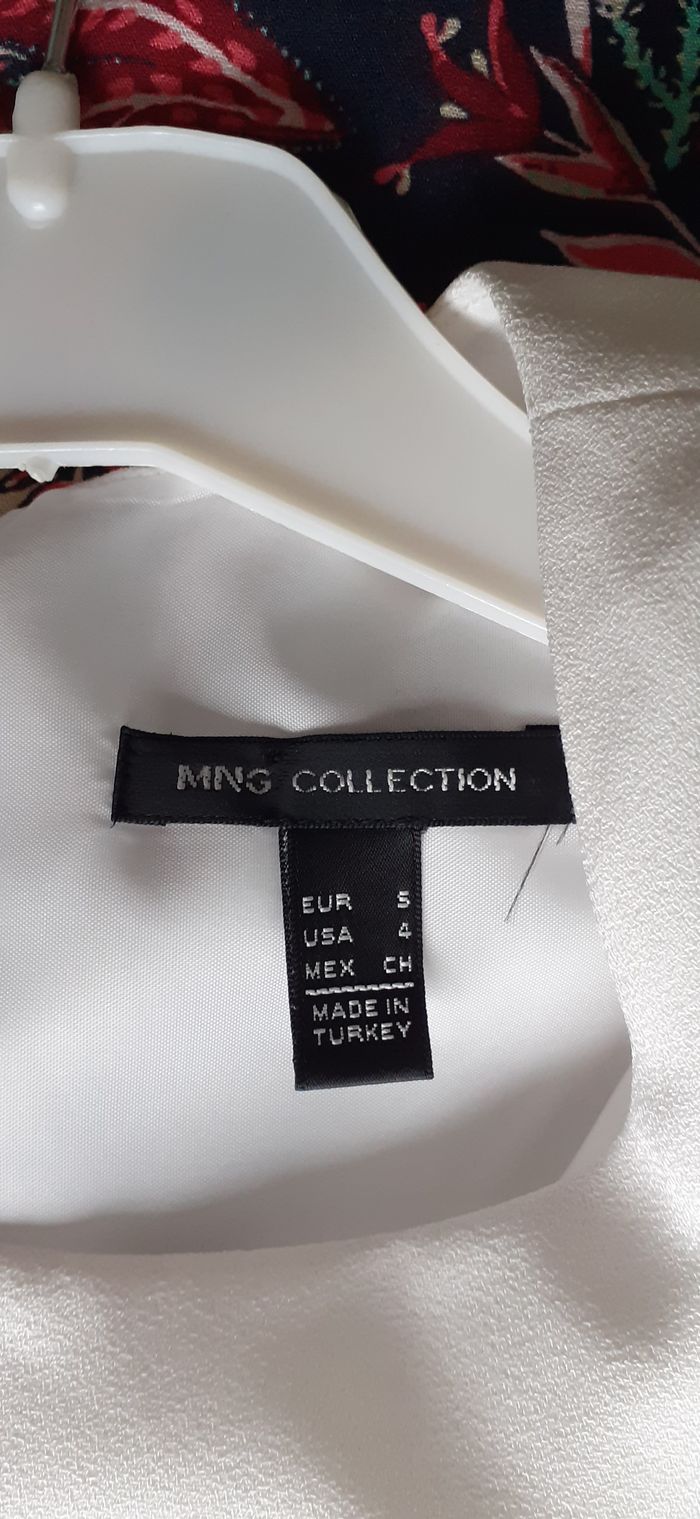 MNG COLLECTION
EUR S
USA 4
MEX CH
MADE IN
TURKEY